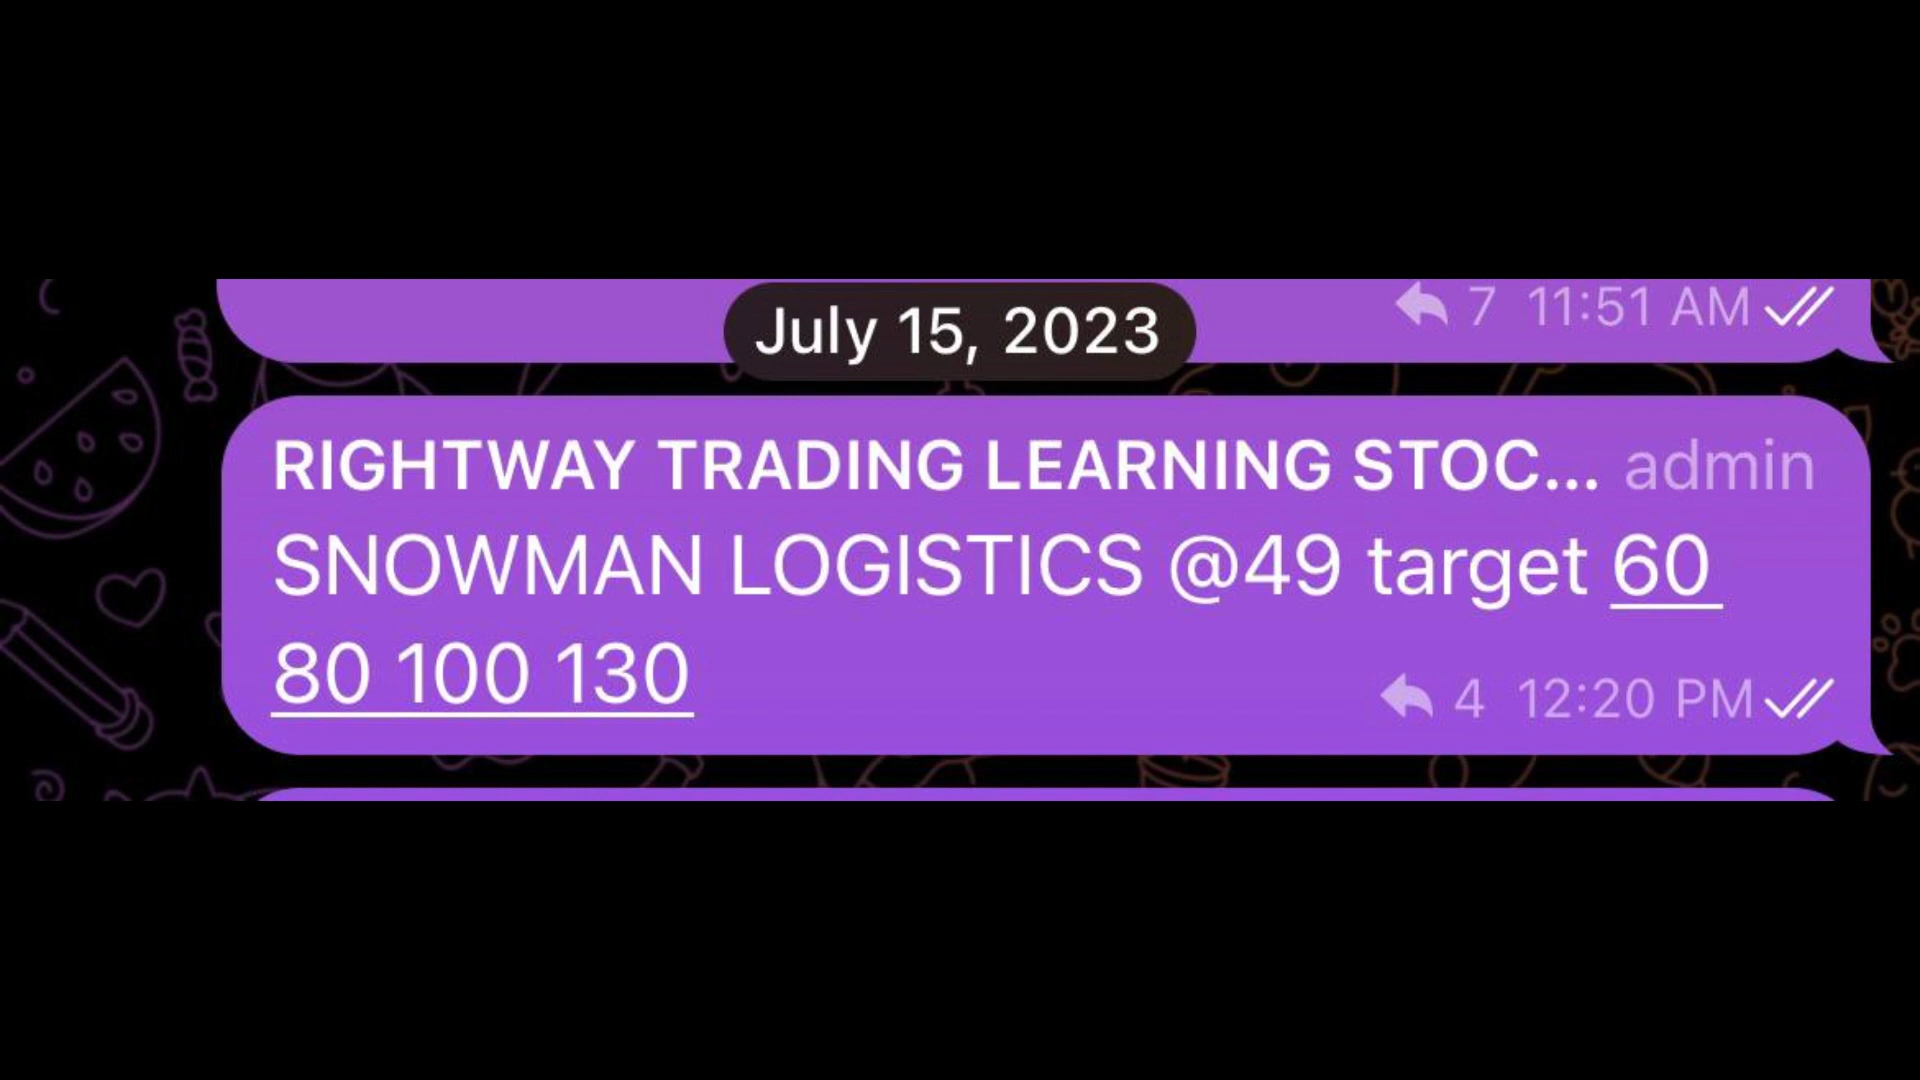 7 11:51 AM
July 15, 2023
RIGHTWAY TRADING LEARNING STOC... admin
SNOWMAN LOGISTICS @49 target 60
80 100 130
4 12:20 PM